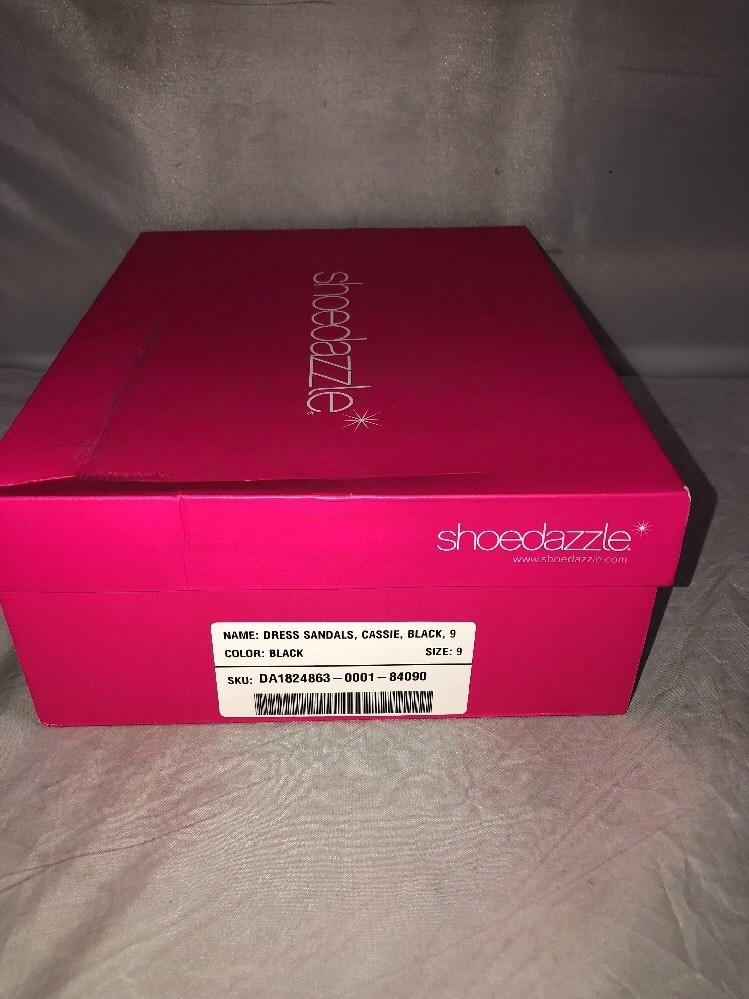 shoedazzle
shoedazzle
www.shoedazzle.com
NAME: DRESS SANDALS, CASSIE, BLACK, 9
COLOR: BLACK SIZE: 9
SKU: DA1824863-0001-84090